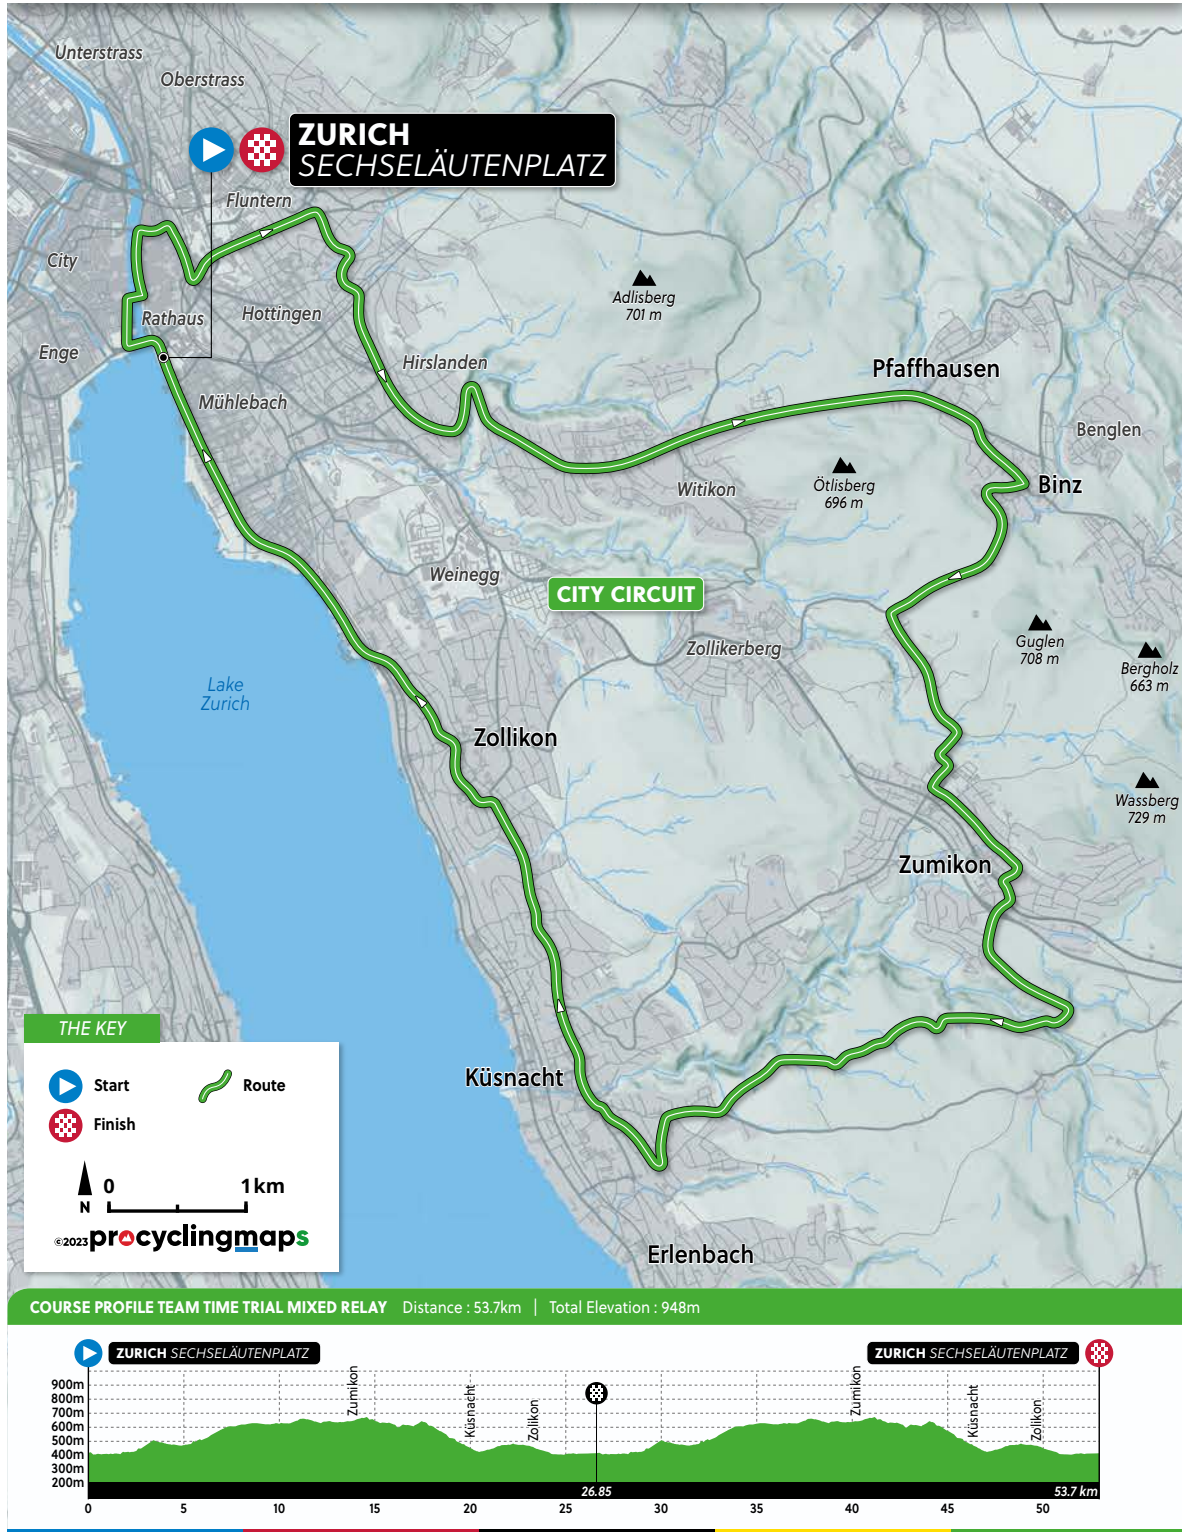 Unterstrass
Oberstrass
ZURICH
SECHSELÄUTENPLATZ
Fluntern
City
Adlisberg
701 m
Rathaus
Hottingen
Enge
Hirslanden
Pfaffhausen
Mühlebach
Benglen
Witikon
Ötlisberg
696 m
Binz
Weinegg
CITY CIRCUIT
Zollikerberg
Guglen
708 m
Bergholz
663 m
Lake
Zurich
Zollikon
Wassberg
729 m
Zumikon
THE KEY
Start
Route
Finish
Küsnacht
N
0 1 km
©2023 procyclingmaps
Erlenbach
COURSE PROFILE TEAM TIME TRIAL MIXED RELAY Distance : 53.7km | Total Elevation : 948m
ZURICH SECHSELÄUTENPLATZ
ZURICH SECHSELÄUTENPLATZ
900m
800m
700m
600m
500m
400m
300m
200m
Zumikon
Küsnacht
Zolikon
Zumikon
Küsnacht
Zolikon
26.85
53.7 km
0 5 10 15 20 25 30 35 40 45 50